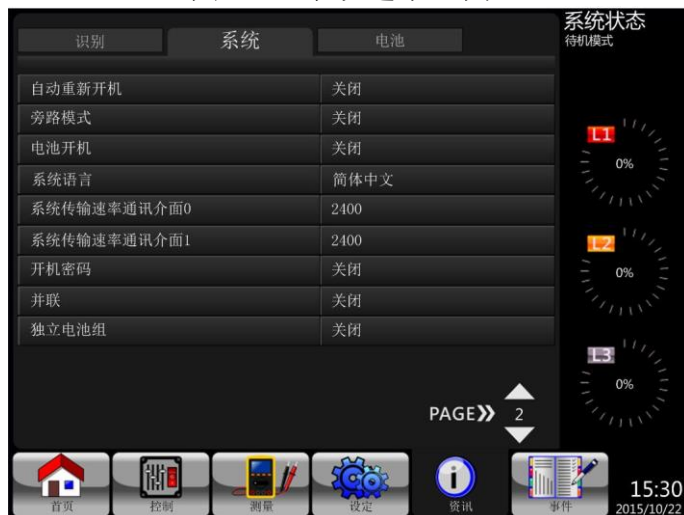 系统状态
待机模式
识别
系统
电池
自动重新开机 关闭
旁路模式 关闭
电池开机 关闭
系统语言 简体中文
系统传输速率通讯介面0 2400
系统传输速率通讯介面1 2400
开机密码 关闭
并联 关闭
独立电池组 关闭
L1
0%
L2
0%
L3
0%
PAGE» 2
首页
控制
测量
设定
资讯
事件
15:30
2015/10/22